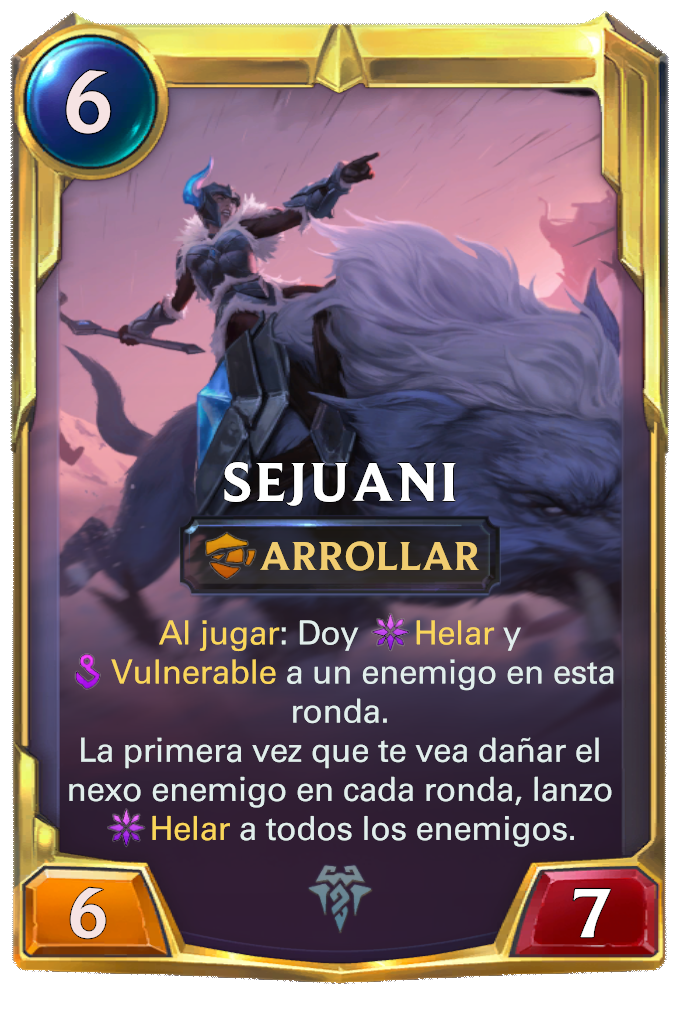 6
SEJUANI
ARROLLAR
Al jugar: Doy Helar y
Vulnerable a un enemigo en esta
ronda.
La primera vez que te vea dañar el
nexo enemigo en cada ronda, lanzo
Helar a todos los enemigos.
6
7